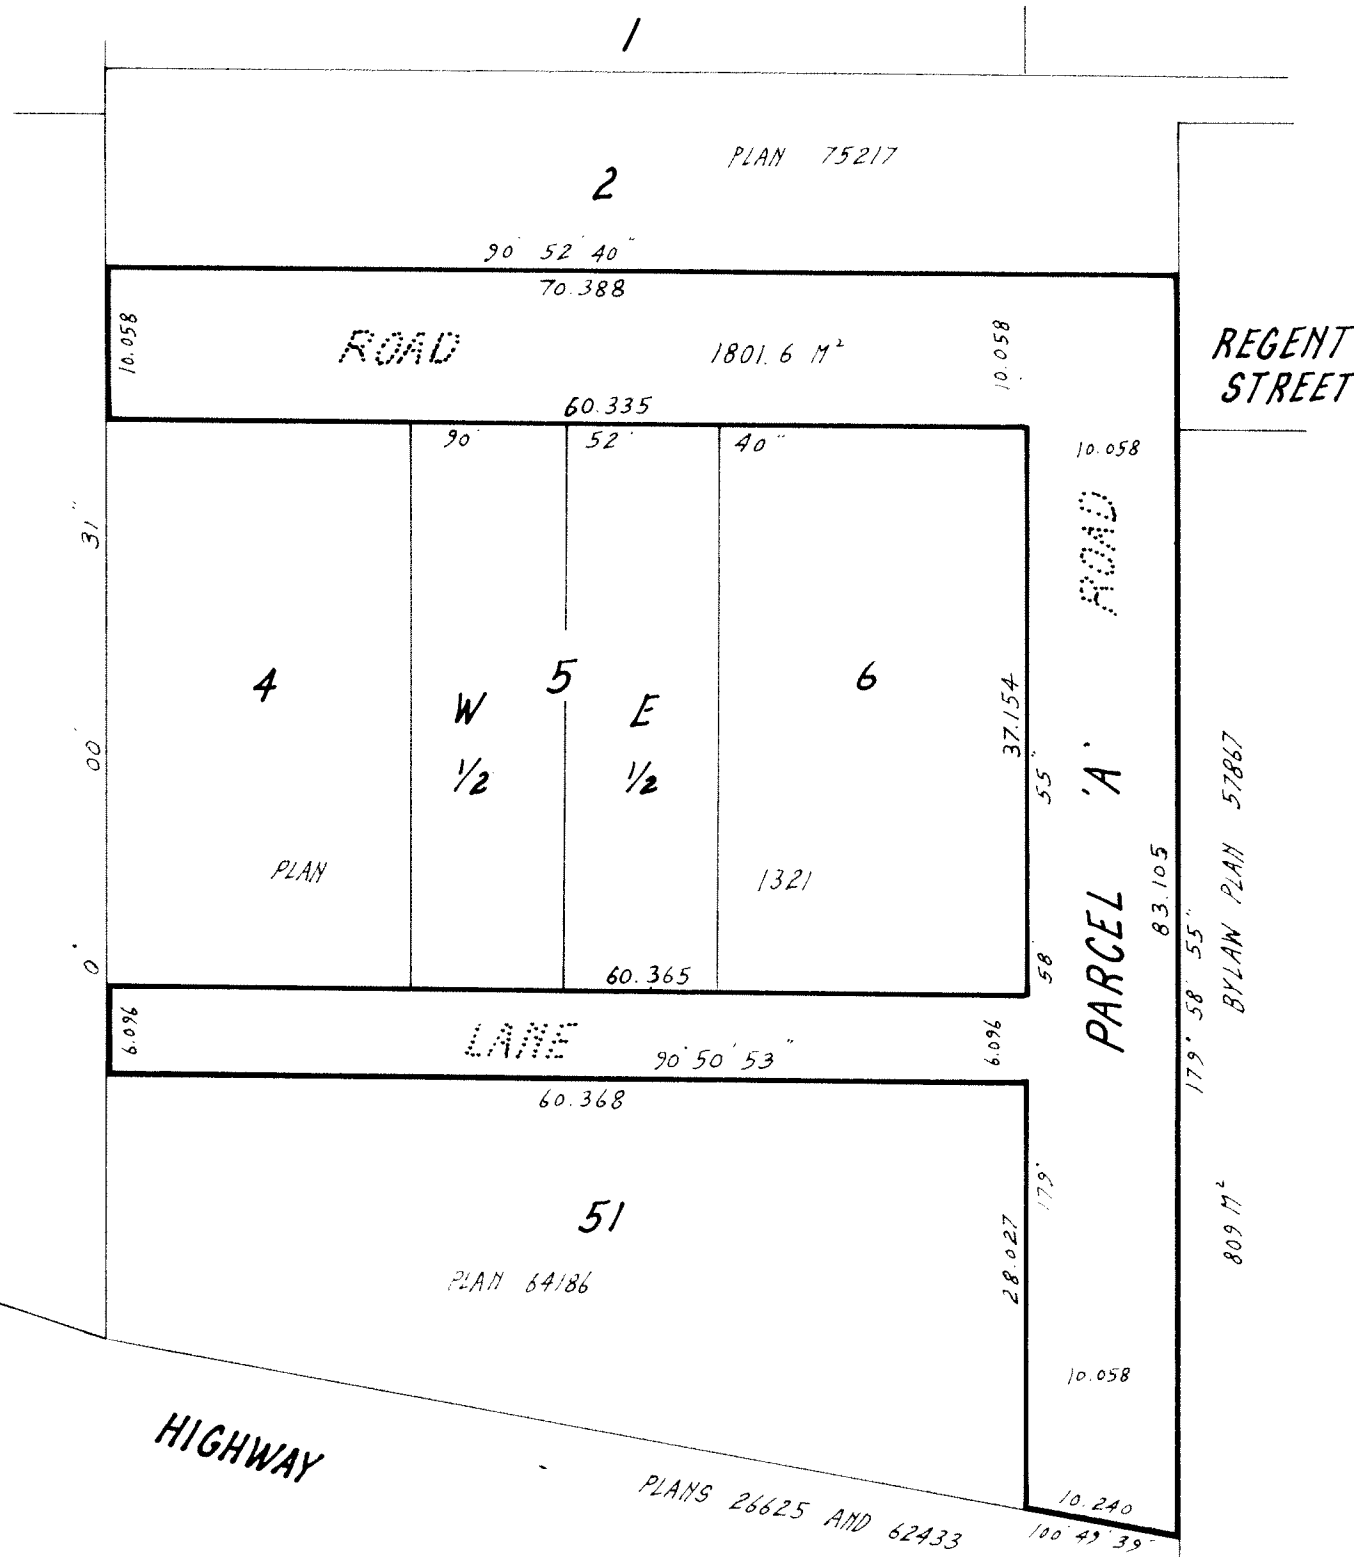 1
PLAN 75217
2
90° 52' 40"
70.388
10.058
ROAD
1801.6 M²
10.058
REGENT
STREET
60.335
90° 52' 40"
10.058
0° 00' 31"
ROAD
4
W
1/2
5
E
1/2
6
37.154
PARCEL 'A'
83.105
179° 58' 55"
179° 58' 55"
BYLAW PLAN 57867
PLAN 1321
60.365
6.096
LANE
90° 50' 53"
6.096
60.368
51
28.027
809 M²
PLAN 64186
10.058
HIGHWAY
PLANS 26625 AND 62433
10.240
100° 49' 39"